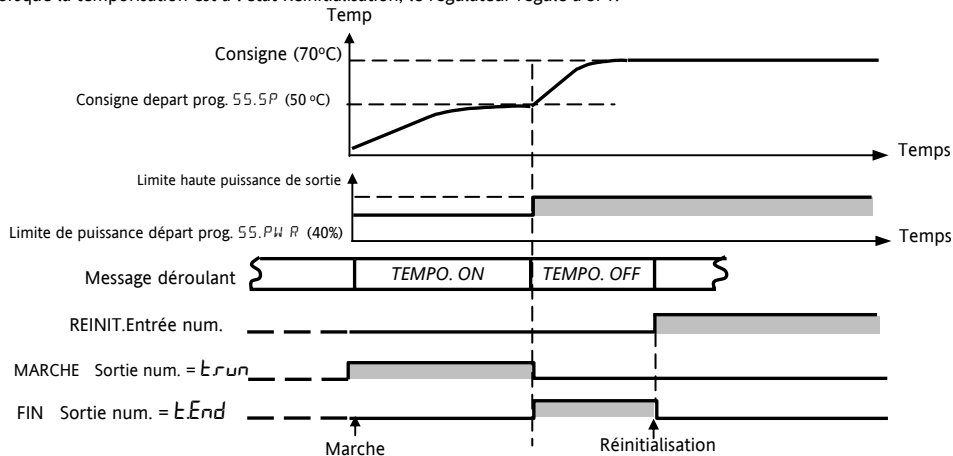 lorsque la temporisation est à l'état Réinitialisation, le régulateur régule à SP1.
Temp
Consigne (70ºC)
Consigne depart prog. SS.SP (50 ºC)
Temps
Limite haute puissance de sortie
Limite de puissance départ prog. SS.PW R (40%)
Temps
Message déroulant TEMPO. ON TEMPO. OFF
REINIT.Entrée num.
MARCHE Sortie num. = t.run
FIN Sortie num. = t.End
Marche
Réinitialisation